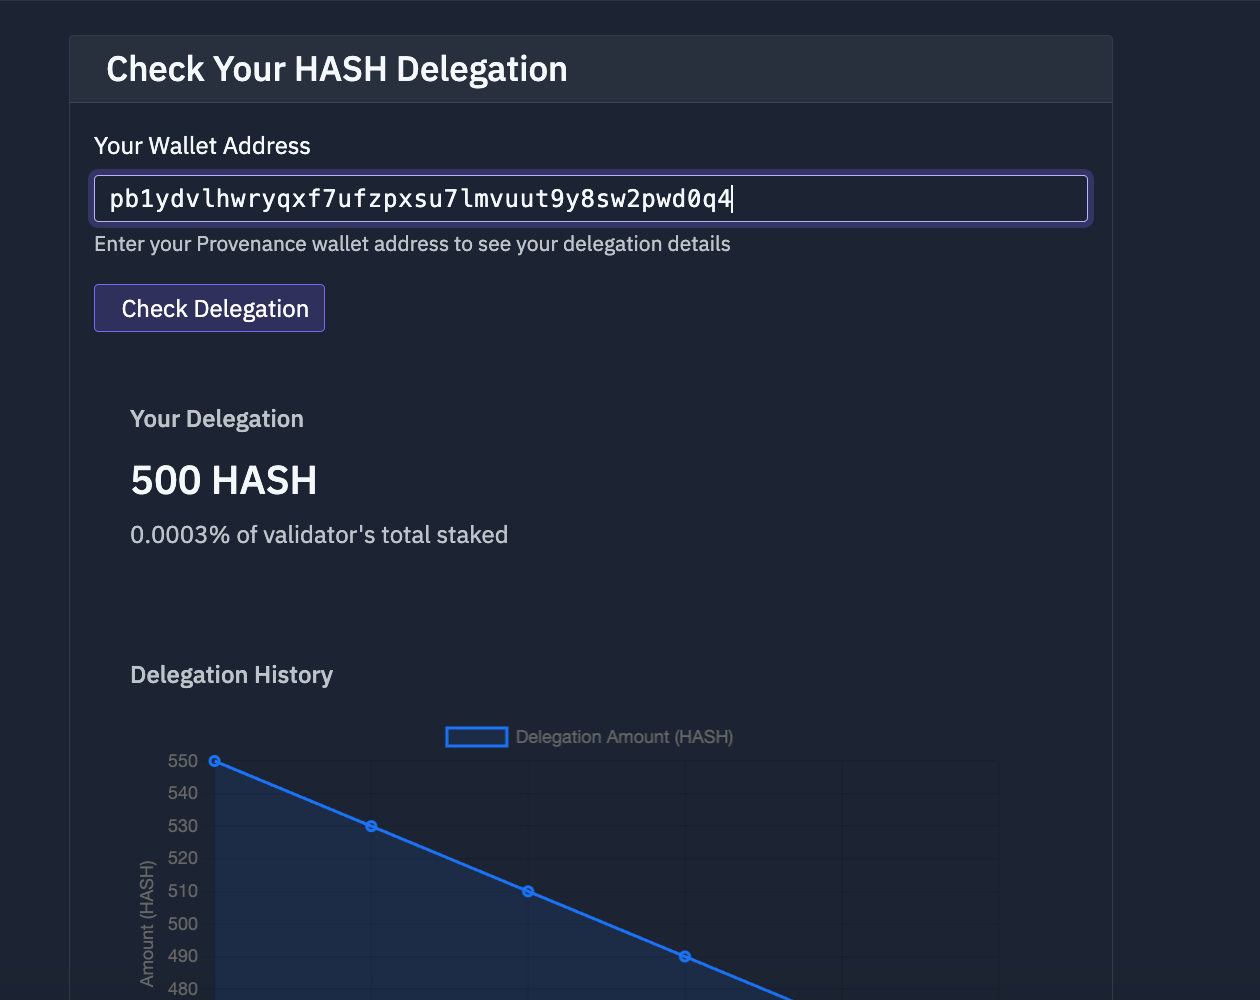 Check Your HASH Delegation
Your Wallet Address
pb1ydvlhwryqxf7ufzpxsu7lmvuut9y8sw2pwd0q4
Enter your Provenance wallet address to see your delegation details
Check Delegation
Your Delegation
500 HASH
0.0003% of validator's total staked
Delegation History
Delegation Amount (HASH)
550
540
530
520
510
500
490
480
Amount (HASH)